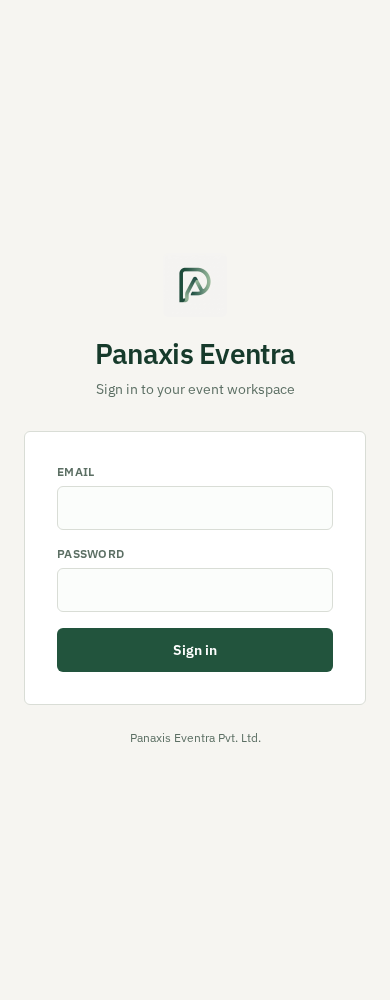 Panaxis Eventra
Sign in to your event workspace
EMAIL
PASSWORD
Sign in
Panaxis Eventra Pvt. Ltd.